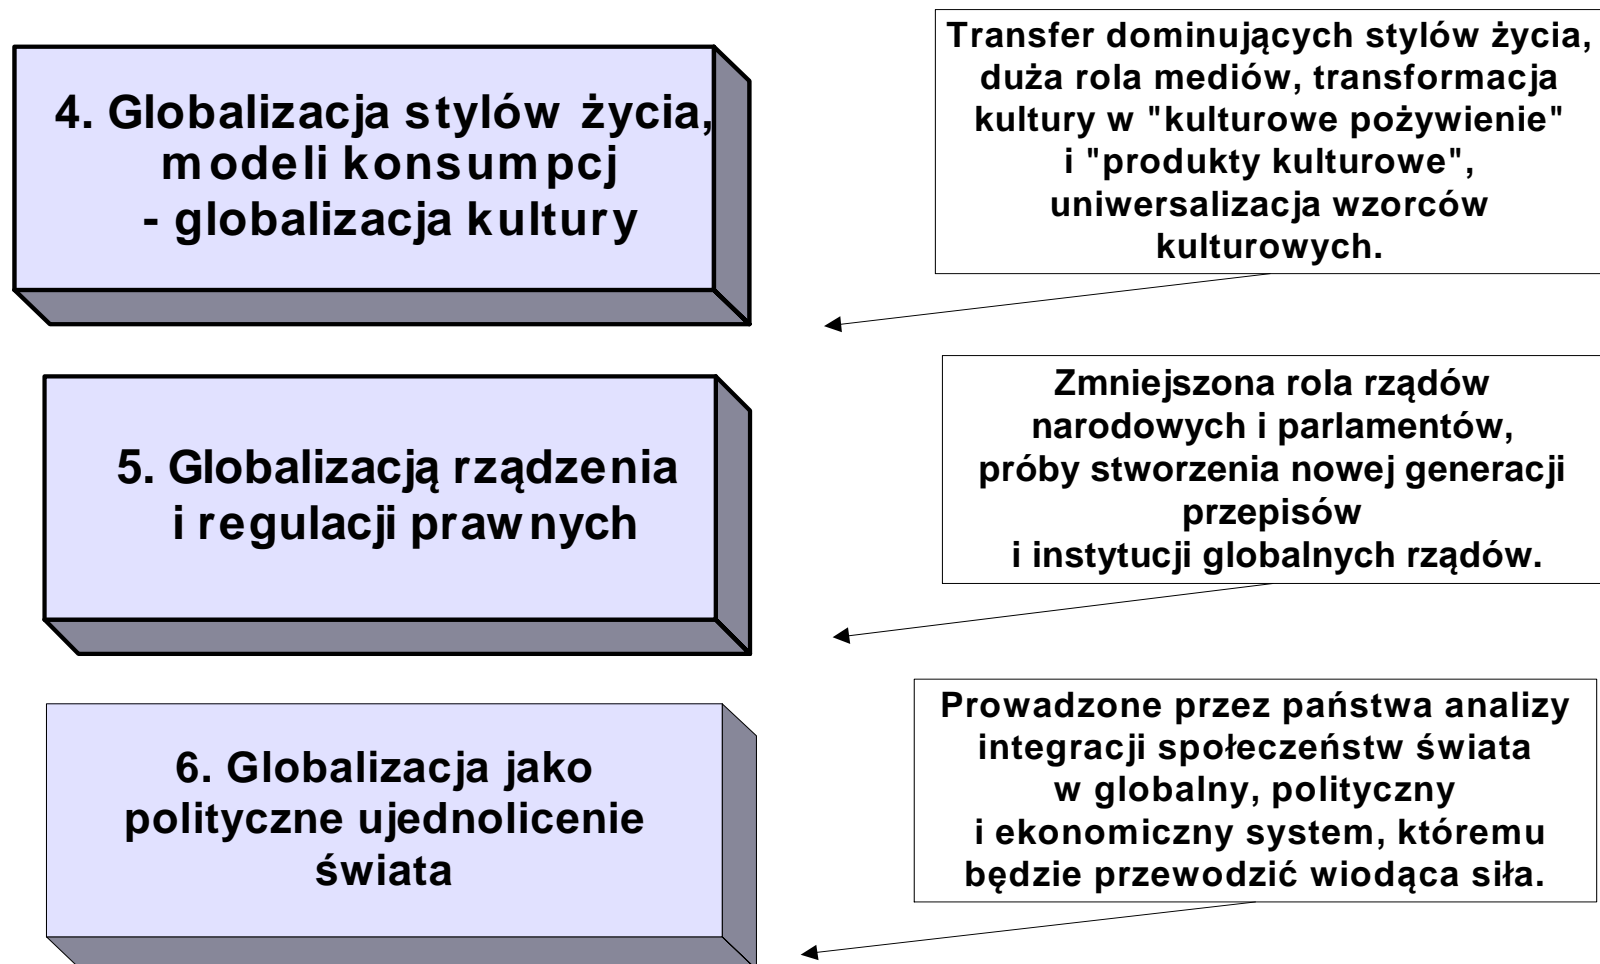 4. Globalizacja stylów życia,
modeli konsumpcj
- globalizacja kultury
Transfer dominujących stylów życia,
duża rola mediów, transformacja
kultury w "kulturowe pożywienie"
i "produkty kulturowe",
uniwersalizacja wzorców
kulturowych.
5. Globalizacją rządzenia
i regulacji prawnych
Zmniejszona rola rządów
narodowych i parlamentów,
próby stworzenia nowej generacji
przepisów
i instytucji globalnych rządów.
6. Globalizacja jako
polityczne ujednolicenie
świata
Prowadzone przez państwa analizy
integracji społeczeństw świata
w globalny, polityczny
i ekonomiczny system, któremu
będzie przewodzić wiodąca siła.